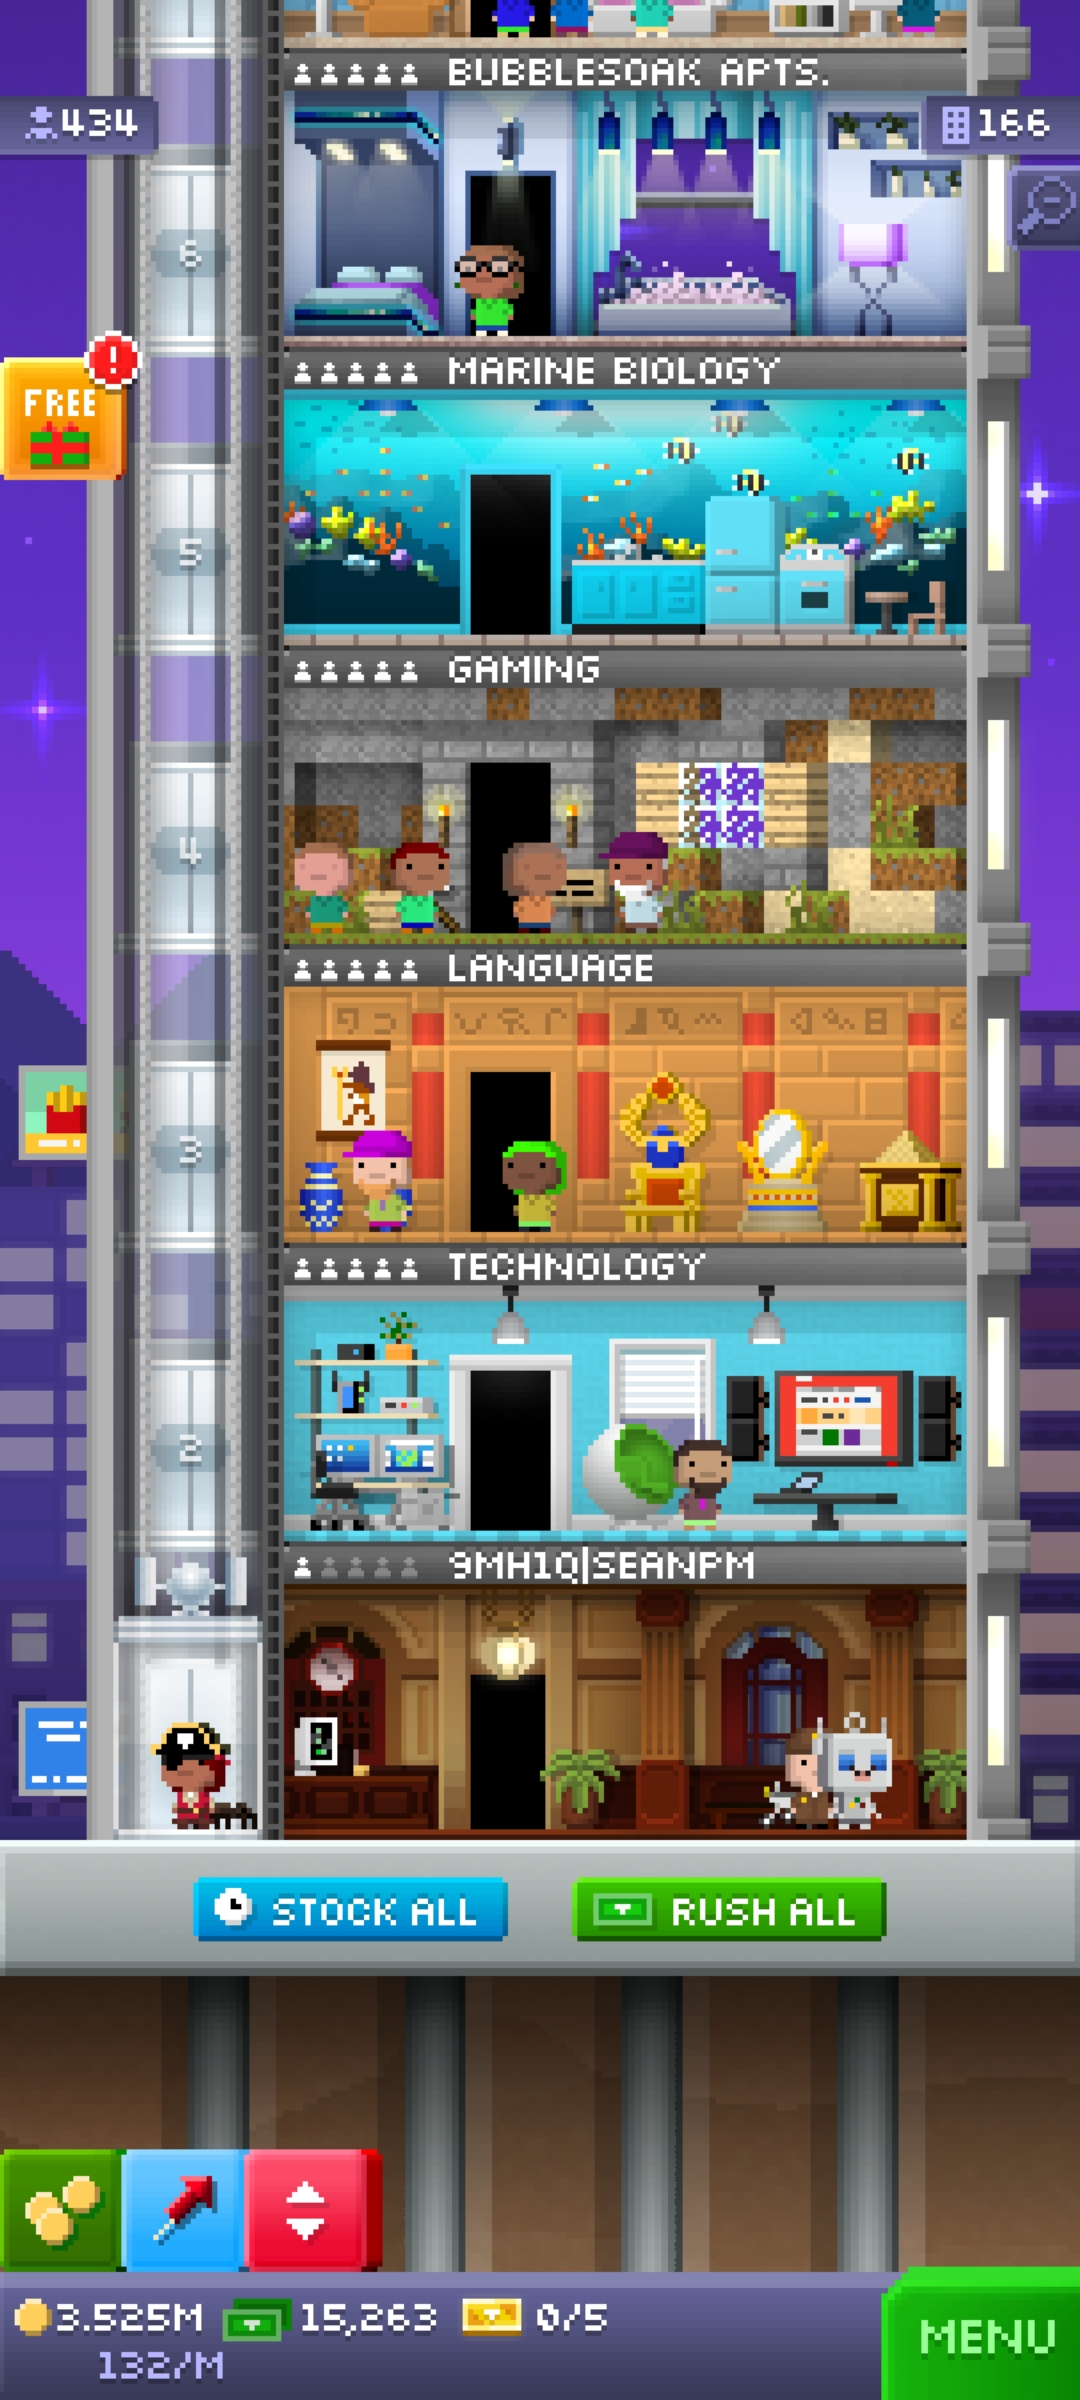 BUBBLESOAK APTS.
434
166
6
MARINE BIOLOGY
FREE
!
5
GAMING
4
LANGUAGE
3
TECHNOLOGY
2
9MH1Q|SEANPM
STOCK ALL
RUSH ALL
3.525M
15,263
0/5
132/M
MENU